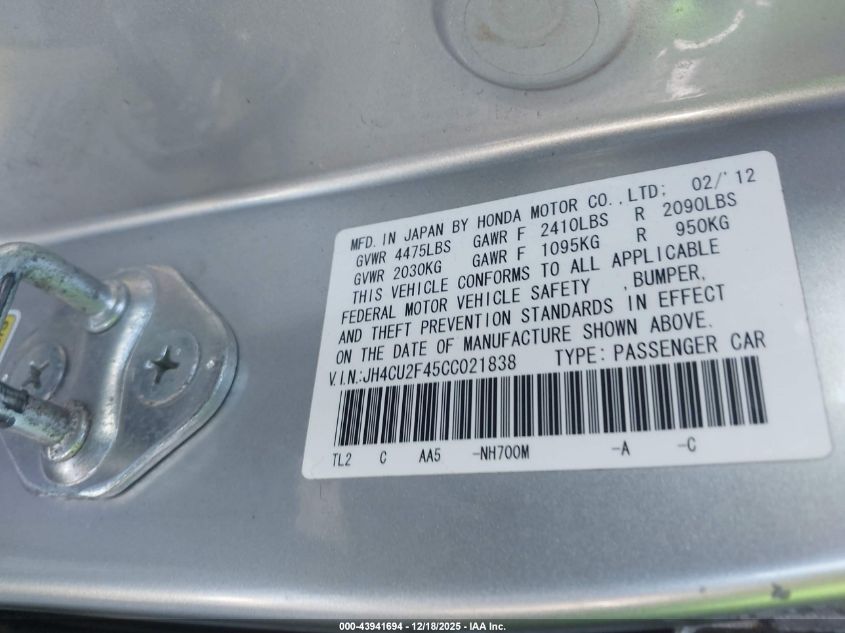 MFD. IN JAPAN BY HONDA MOTOR CO.,LTD; 02/'12
GVWR 4475LBS GAWR F 2410LBS R 2090LBS
GVWR 2030KG GAWR F 1095KG R 950KG
THIS VEHICLE CONFORMS TO ALL APPLICABLE
FEDERAL MOTOR VEHICLE SAFETY ,BUMPER,
AND THEFT PREVENTION STANDARDS IN EFFECT
ON THE DATE OF MANUFACTURE SHOWN ABOVE.
V.I.N.:JH4CU2F45CC021838 TYPE: PASSENGER CAR
TL2 C AA5 -NH700M -A -C
000-43941694 - 12/18/2025 - IAA Inc.